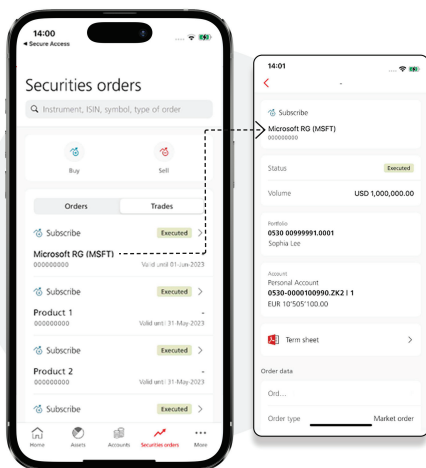 14:00
Secure Access
Securities orders
Instrument, ISIN, symbol, type of order
Buy
Sell
Orders
Trades
Subscribe
Executed
Microsoft RG (MSFT)
000000000
Valid until 01-Jun-2023
Subscribe
Executed
Product 1
-
000000000
Valid until 31-May-2023
Subscribe
Executed
Product 2
-
000000000
Valid until 31-May-2023
Subscribe
Executed
Home
Assets
Accounts
Securities orders
More
14:01
-
Subscribe
Microsoft RG (MSFT)
000000000
Status
Executed
Volume
USD 1,000,000.00
Portfolio
0530 00999991.0001
Sophia Lee
Account
Personal Account
0530-0000100990.ZK2 | 1
EUR 10'505'100.00
Term sheet
Order data
Ord...
Order type
Market order